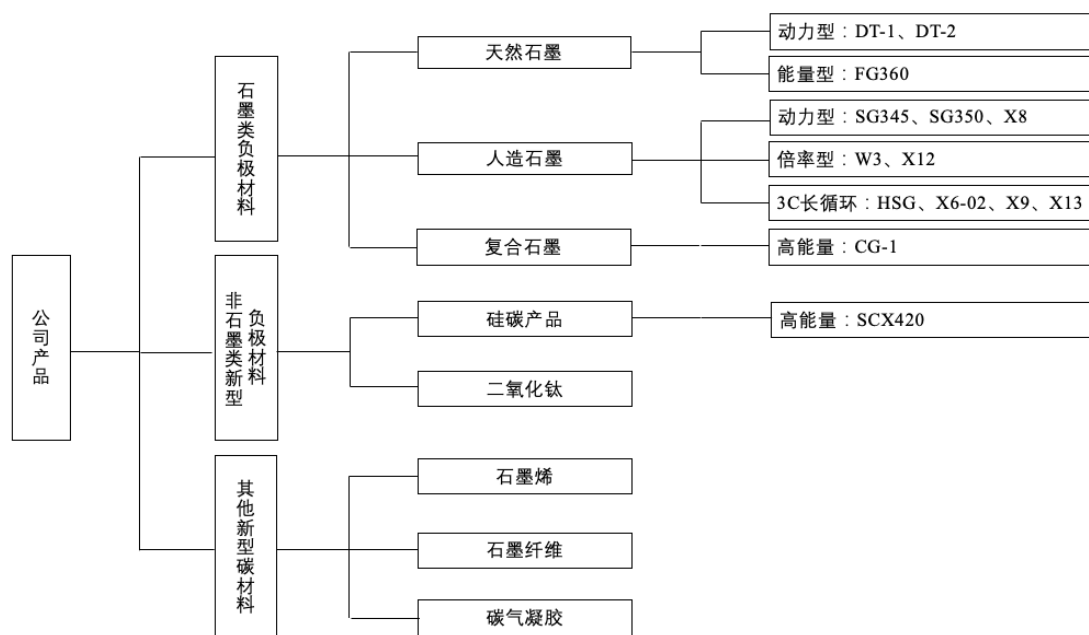 公司产品
石墨类负极材料
天然石墨
动力型：DT-1、DT-2
能量型：FG360
人造石墨
动力型：SG345、SG350、X8
倍率型：W3、X12
3C长循环：HSG、X6-02、X9、X13
复合石墨
高能量：CG-1
非石墨类新型
负极材料
硅碳产品
高能量：SCX420
二氧化钛
其他新型碳材料
石墨烯
石墨纤维
碳气凝胶